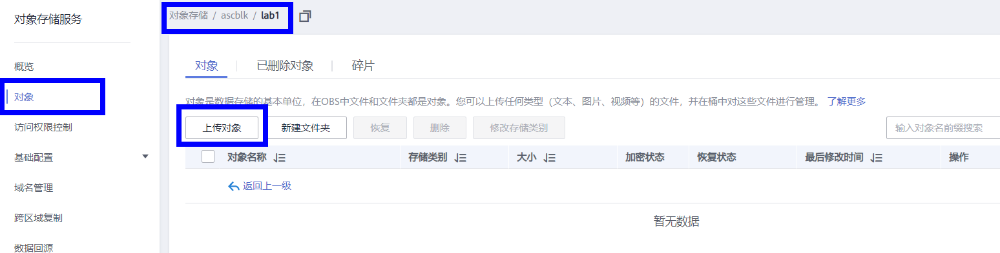 对象存储服务
概览
对象
访问权限控制
基础配置
域名管理
跨区域复制
数据回源
对象存储 / ascblk / lab1
对象 已删除对象 碎片
对象是数据存储的基本单位，在OBS中文件和文件夹都是对象。您可以上传任何类型（文本、图片、视频等）的文件，并在桶中对这些文件进行管理。 了解更多
上传对象 新建文件夹 恢复 删除 修改存储类别 输入对象名前缀搜索
对象名称 存储类别 大小 加密状态 恢复状态 最后修改时间 操作
返回上一级
暂无数据